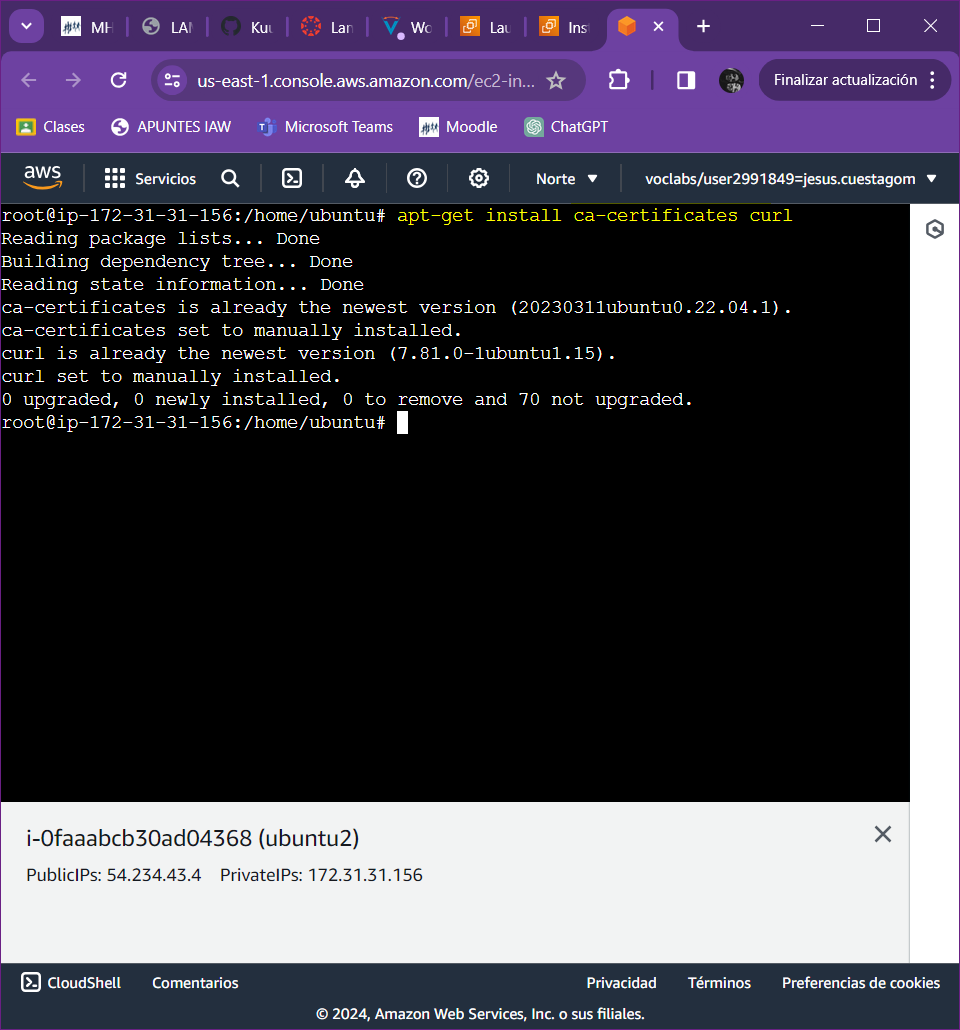 MH
LAN
Kuu
Lan
Wo
Lau
Inst
us-east-1.console.aws.amazon.com/ec2-in...
Finalizar actualización
Clases
APUNTES IAW
Microsoft Teams
Moodle
ChatGPT
aws
Servicios
Norte
voclabs/user2991849=jesus.cuestagom
root@ip-172-31-31-156:/home/ubuntu# apt-get install ca-certificates curl
Reading package lists... Done
Building dependency tree... Done
Reading state information... Done
ca-certificates is already the newest version (20230311ubuntu0.22.04.1).
ca-certificates set to manually installed.
curl is already the newest version (7.81.0-1ubuntu1.15).
curl set to manually installed.
0 upgraded, 0 newly installed, 0 to remove and 70 not upgraded.
root@ip-172-31-31-156:/home/ubuntu#
i-0faaabcb30ad04368 (ubuntu2)
PublicIPs: 54.234.43.4 PrivateIPs: 172.31.31.156
CloudShell
Comentarios
Privacidad
Términos
Preferencias de cookies
© 2024, Amazon Web Services, Inc. o sus filiales.